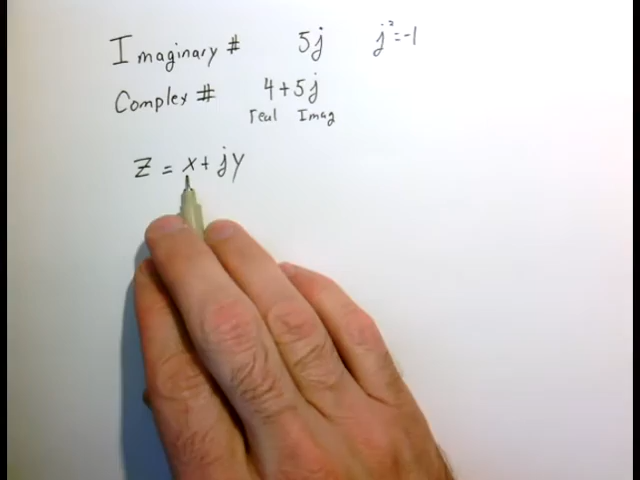 Imaginary # 5j j²=-1
Complex # 4+5j
real Imag
Z = x + jy